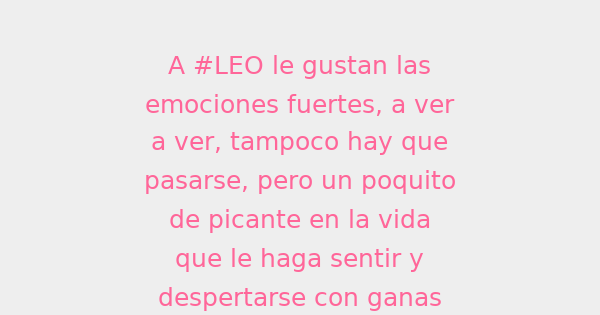 A #LEO le gustan las
emociones fuertes, a ver
a ver, tampoco hay que
pasarse, pero un poquito
de picante en la vida
que le haga sentir y
despertarse con ganas